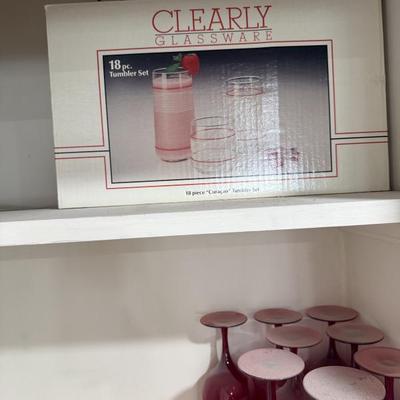 CLEARLY
GLASSWARE
18 pc.
Tumbler Set
18 piece "Curaçao" Tumbler Set